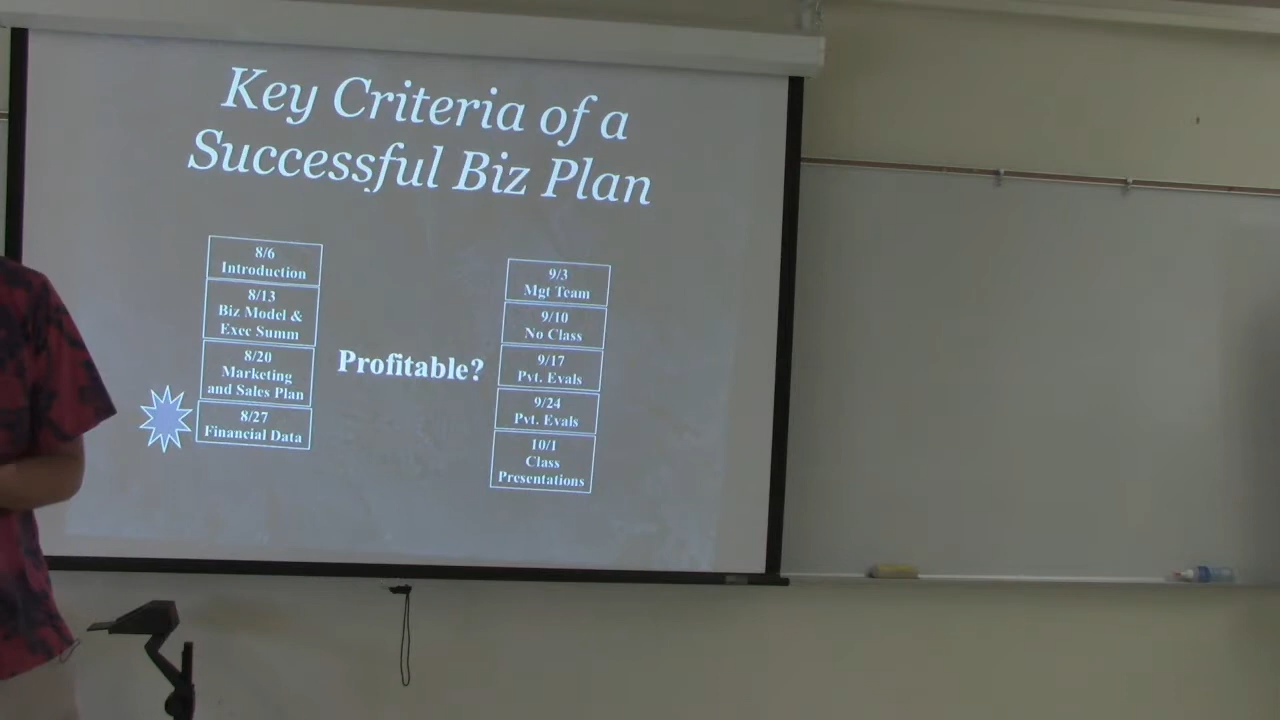 Key Criteria of a
Successful Biz Plan
8/6
Introduction
8/13
Biz Model &
Exec Summ
8/20
Marketing
and Sales Plan
8/27
Financial Data
Profitable?
9/3
Mgt Team
9/10
No Class
9/17
Pvt. Evals
9/24
Pvt. Evals
10/1
Class
Presentations